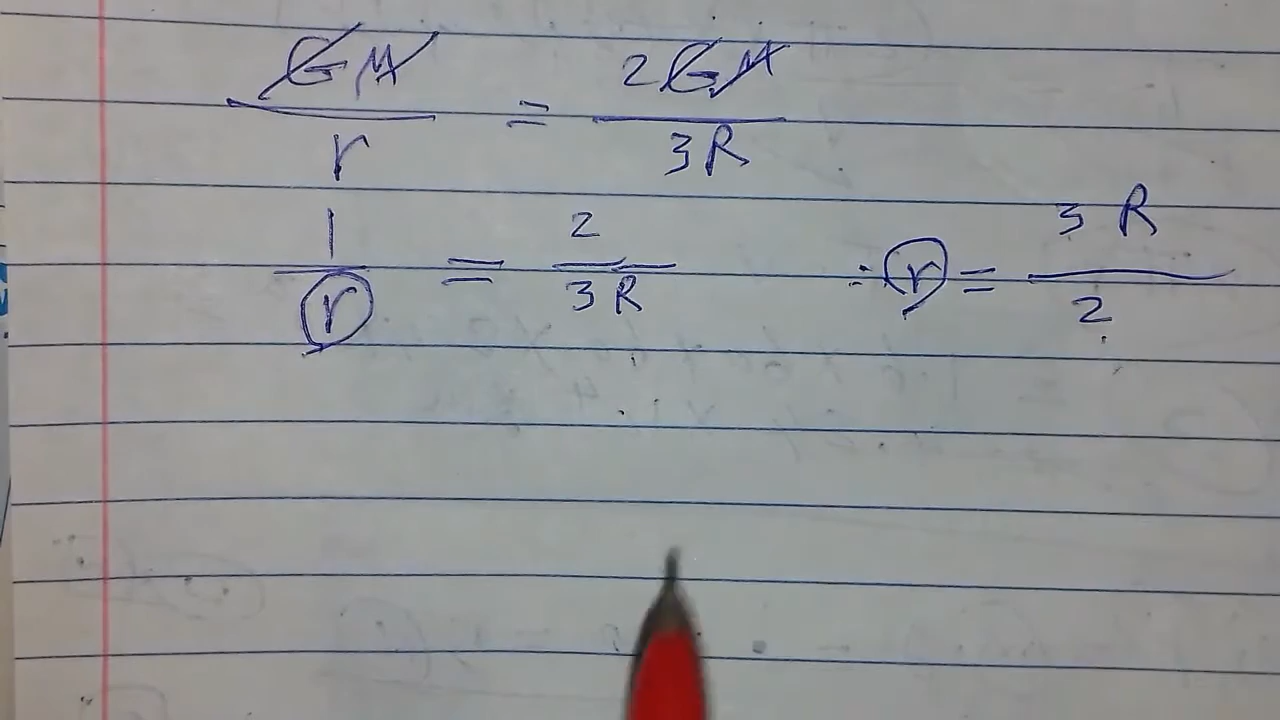 GM/r = 2GM/3R
1/r = 2/3R ∴ r = 3R/2